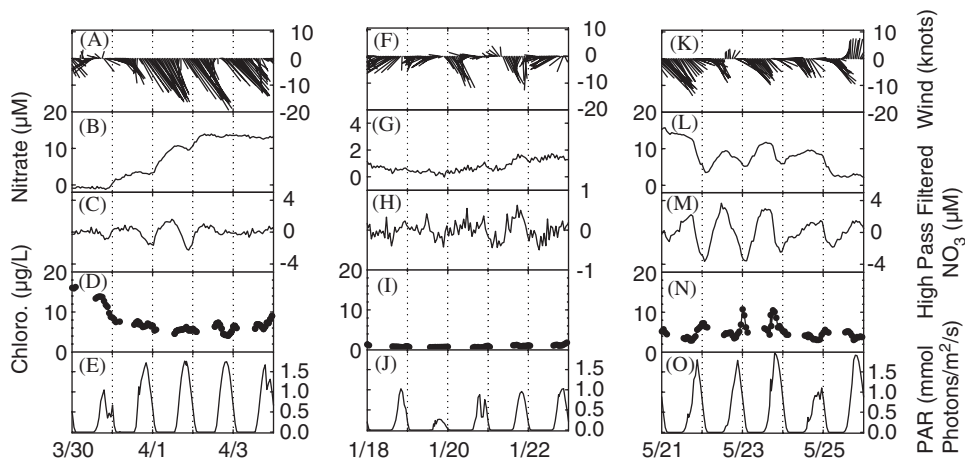 (A)
10
0
-10
-20
(F)
10
0
-10
-20
(K)
10
0
-10
-20
Wind (knots)
Nitrate (µM)
20
10
0
(B)
4
2
0
(G)
20
10
0
(L)
(C)
4
0
-4
(H)
1
0
-1
(M)
4
0
-4
High Pass Filtered
NO3 (µM)
Chloro. (µg/L)
20
10
0
(D)
20
10
0
(I)
20
10
0
(N)
(E)
1.5
1.0
0.5
0.0
(J)
1.5
1.0
0.5
0.0
(O)
1.5
1.0
0.5
0.0
PAR (mmol
Photons/m²/s)
3/30 4/1 4/3
1/18 1/20 1/22
5/21 5/23 5/25